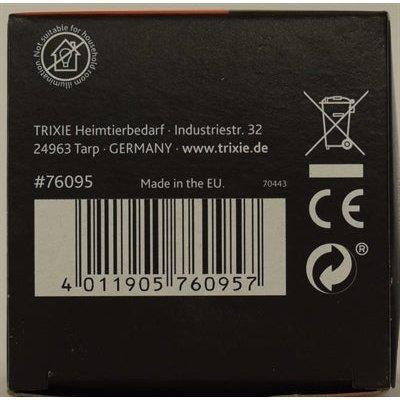 Not suitable for household room illumination
TRIXIE Heimtierbedarf · Industriestr. 32
24963 Tarp · GERMANY · www.trixie.de
#76095 Made in the EU. 70443
CE
®
4 011905 760957